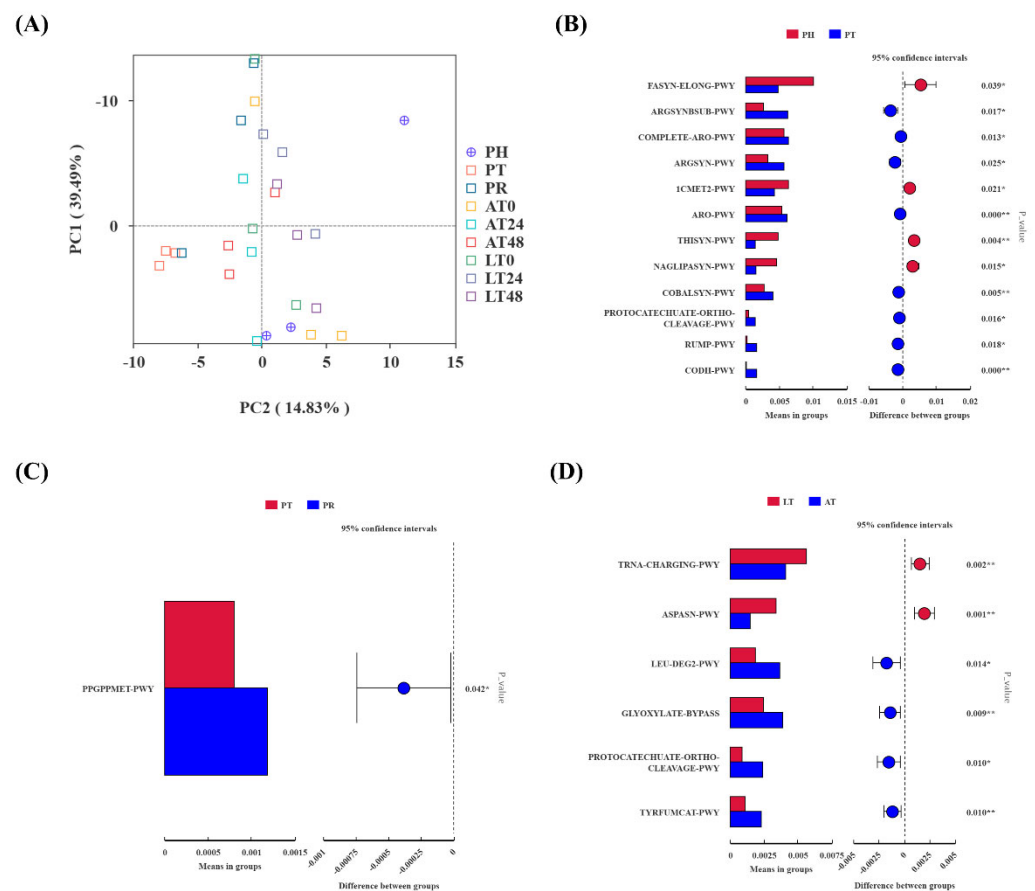 (A)
-10
0
PC1 ( 39.49% )
-10
-5
0
5
10
15
PC2 ( 14.83% )
PH
PT
PR
AT0
AT24
AT48
LT0
LT24
LT48
(B)
PH
PT
95% confidence intervals
FASYN-ELONG-PWY
0.039*
ARGSYNBSUB-PWY
0.017*
COMPLETE-ARO-PWY
0.013*
ARGSYN-PWY
0.025*
1CMET2-PWY
0.021*
ARO-PWY
0.000**
THISYN-PWY
0.004**
NAGLIPASYN-PWY
0.015*
COBALSYN-PWY
0.005**
PROTOCATECHUATE-ORTHO-
CLEAVAGE-PWY
0.016*
RUMP-PWY
0.018*
CODH-PWY
0.000**
P_value
0
0.005
0.01
0.015
Means in groups
-0.01
0
0.01
0.02
Difference between groups
(C)
PT
PR
95% confidence intervals
PPGPPMET-PWY
0.042*
P_value
0
0.0005
0.001
0.0015
Means in groups
-0.001
-0.00075
-0.0005
-0.00025
0
Difference between groups
(D)
LT
AT
95% confidence intervals
TRNA-CHARGING-PWY
0.002**
ASPASN-PWY
0.001**
LEU-DEG2-PWY
0.014*
GLYOXYLATE-BYPASS
0.009**
PROTOCATECHUATE-ORTHO-
CLEAVAGE-PWY
0.010*
TYRFUMCAT-PWY
0.010**
P_value
0
0.0025
0.005
0.0075
Means in groups
-0.005
-0.0025
0
0.0025
0.005
Difference between groups